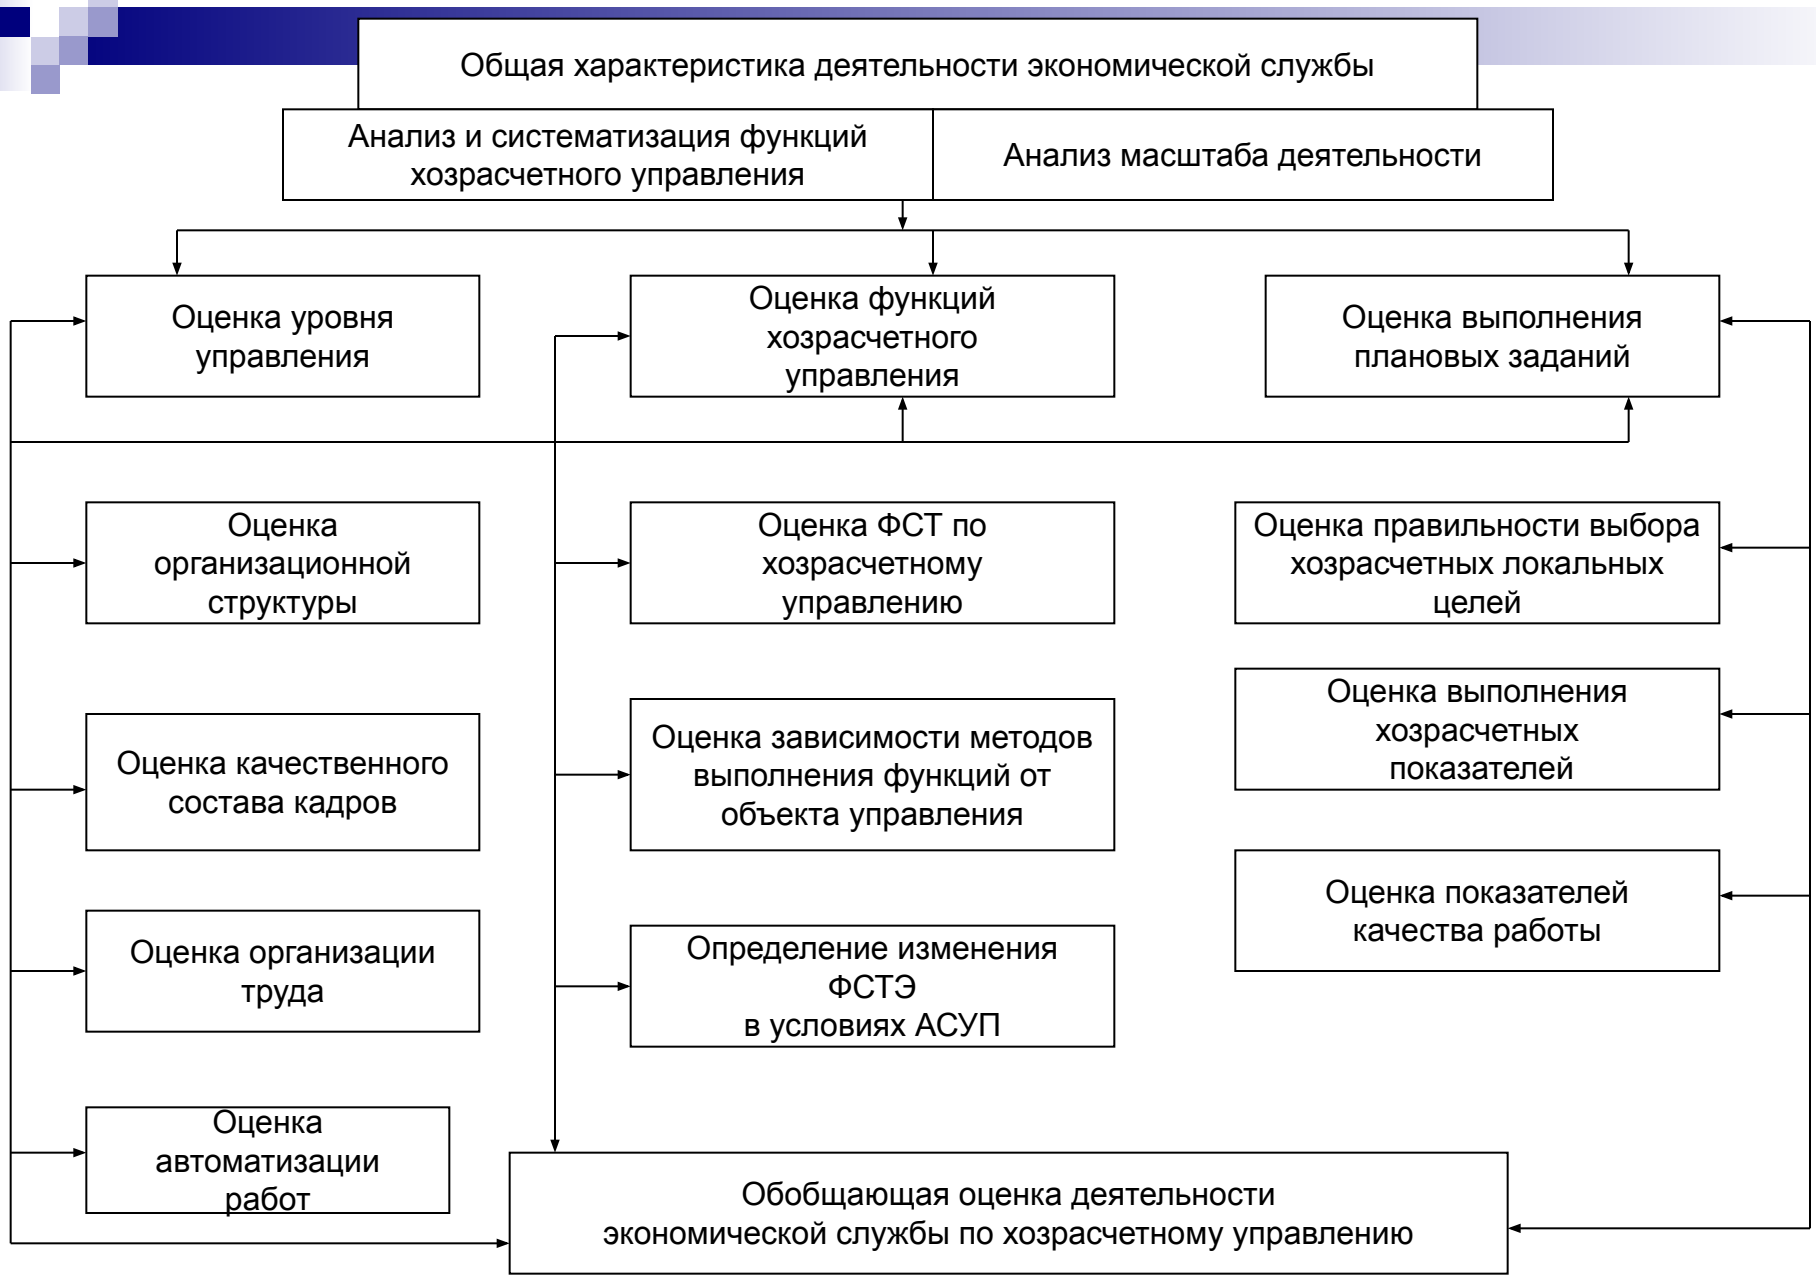 Общая характеристика деятельности экономической службы
Анализ и систематизация функций
хозрасчетного управления
Анализ масштаба деятельности
Оценка уровня
управления
Оценка функций
хозрасчетного
управления
Оценка выполнения
плановых заданий
Оценка
организационной
структуры
Оценка ФСТ по
хозрасчетному
управлению
Оценка правильности выбора
хозрасчетных локальных
целей
Оценка качественного
состава кадров
Оценка зависимости методов
выполнения функций от
объекта управления
Оценка выполнения
хозрасчетных
показателей
Оценка организации
труда
Определение изменения
ФСТЭ
в условиях АСУП
Оценка показателей
качества работы
Оценка
автоматизации
работ
Обобщающая оценка деятельности
экономической службы по хозрасчетному управлению